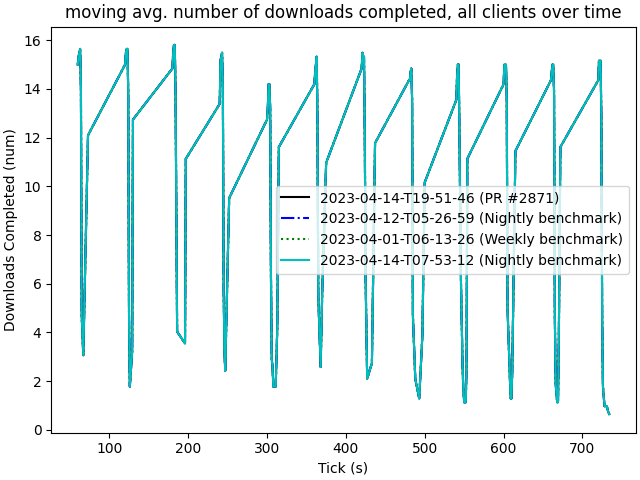 moving avg. number of downloads completed, all clients over time
Downloads Completed (num)
16
14
12
10
8
6
4
2
0
2023-04-14-T19-51-46 (PR #2871)
2023-04-12-T05-26-59 (Nightly benchmark)
2023-04-01-T06-13-26 (Weekly benchmark)
2023-04-14-T07-53-12 (Nightly benchmark)
100 200 300 400 500 600 700
Tick (s)